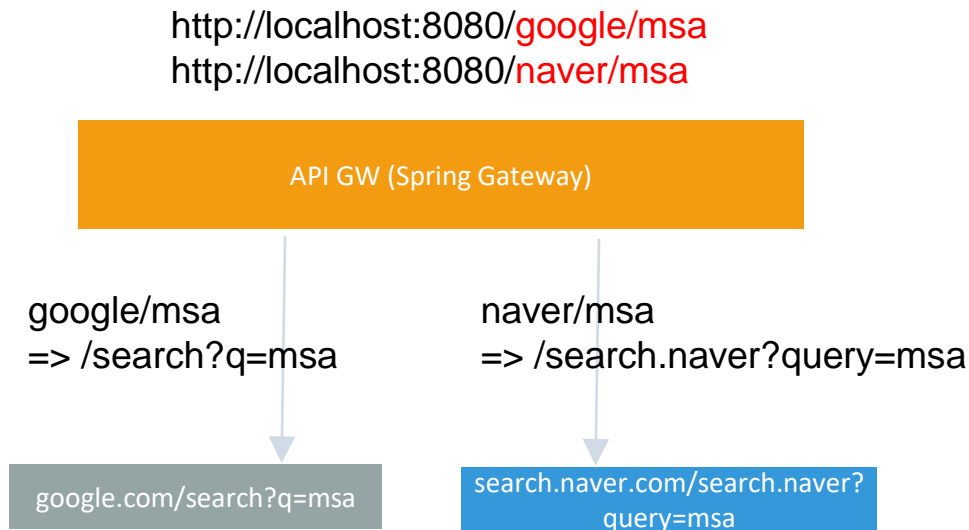 http://localhost:8080/google/msa
http://localhost:8080/naver/msa
API GW (Spring Gateway)
google/msa
=> /search?q=msa
naver/msa
=> /search.naver?query=msa
google.com/search?q=msa
search.naver.com/search.naver?
query=msa